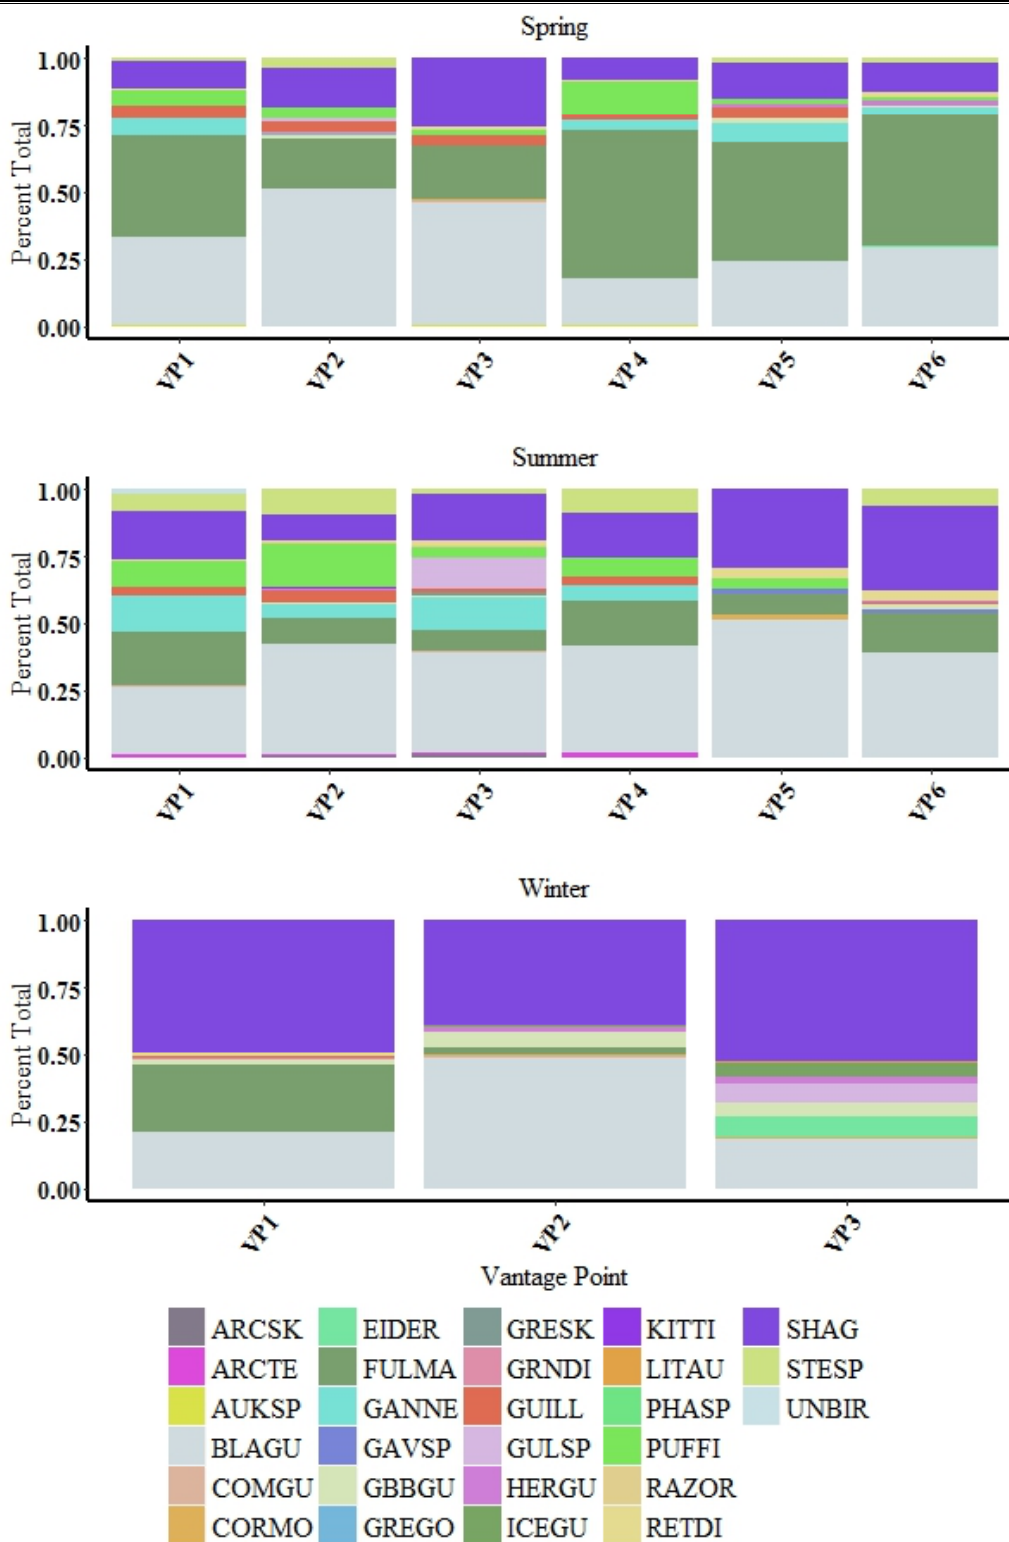 Spring
Percent Total
1.00
0.75
0.50
0.25
0.00
VP1 VP2 VP3 VP4 VP5 VP6
Summer
Percent Total
1.00
0.75
0.50
0.25
0.00
VP1 VP2 VP3 VP4 VP5 VP6
Winter
Percent Total
1.00
0.75
0.50
0.25
0.00
VP1 VP2 VP3
Vantage Point
ARCSK EIDER GRESK KITTI SHAG
ARCTE FULMA GRNDI LITAU STESP
AUKSP GANNE GUILL PHASP UNBIR
BLAGU GAVSP GULSP PUFFI
COMGU GBBGU HERGU RAZOR
CORMO GREGO ICEGU RETDI